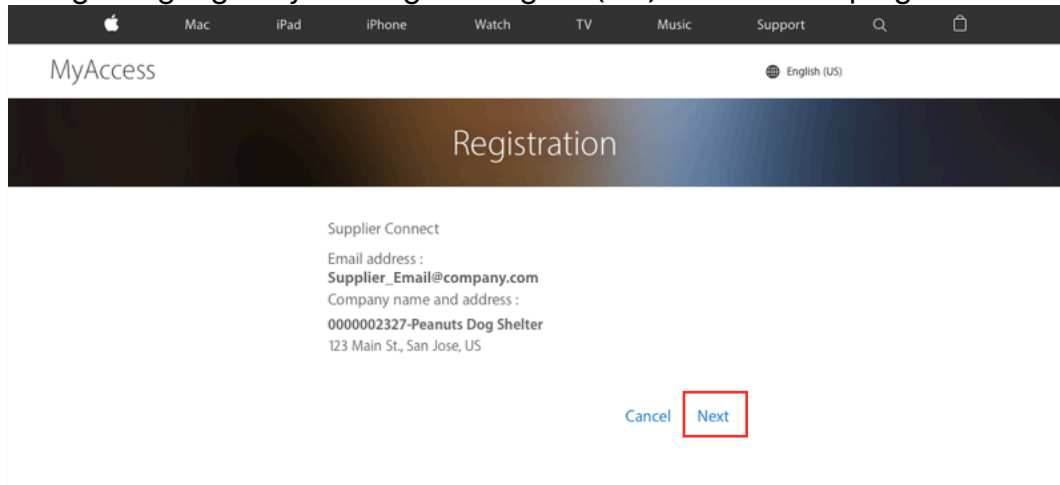 Mac iPad iPhone Watch TV Music Support
MyAccess English (US)
Registration
Supplier Connect
Email address :
Supplier_Email@company.com
Company name and address :
0000002327-Peanuts Dog Shelter
123 Main St., San Jose, US
Cancel Next